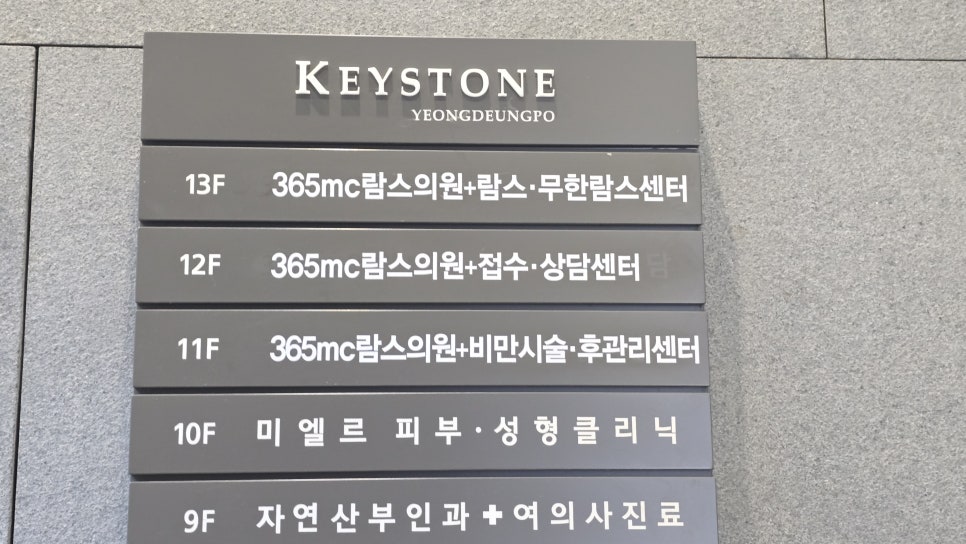 KEYSTONE
YEONGDEUNGPO
13F 365mc람스의원+람스·무한람스센터
12F 365mc람스의원+접수·상담센터
11F 365mc람스의원+비만시술·후관리센터
10F 미엘르 피부·성형클리닉
9F 자연산부인과✚여의사진료